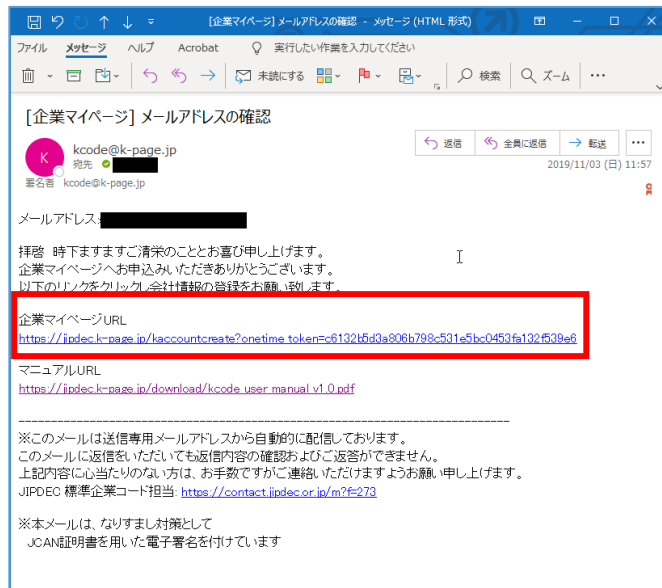 [企業マイページ] メールアドレスの確認 - メッセージ (HTML 形式)
ファイル メッセージ ヘルプ Acrobat 実行したい作業を入力してください
未読にする 検索 ズーム
[企業マイページ] メールアドレスの確認
返信 全員に返信 転送
K
kcode@k-page.jp
宛先
2019/11/03 (日) 11:57
署名者 kcode@k-page.jp
メールアドレス:
拝啓 時下ますますご清栄のこととお喜び申し上げます。
企業マイページへお申込みいただきありがとうございます。
以下のリンクをクリックし会社情報の登録をお願い致します。
企業マイページURL
https://jipdec.k-page.jp/kaccountcreate?onetime_token=c6132b5d3a806b798c531e5bc0453fa132f539e6
マニュアルURL
https://jipdec.k-page.jp/download/kcode_user_manual_v1.0.pdf
----------------------------------------------------------------------
※このメールは送信専用メールアドレスから自動的に配信しております。
このメールに返信をいただいても返信内容の確認およびご返答ができません。
上記内容に心当たりのない方は、お手数ですがご連絡いただけますようお願い申し上げます。
JIPDEC 標準企業コード担当: https://contact.jipdec.or.jp/m?f=273
※本メールは、なりすまし対策として
JCAN証明書を用いた電子署名を付けています